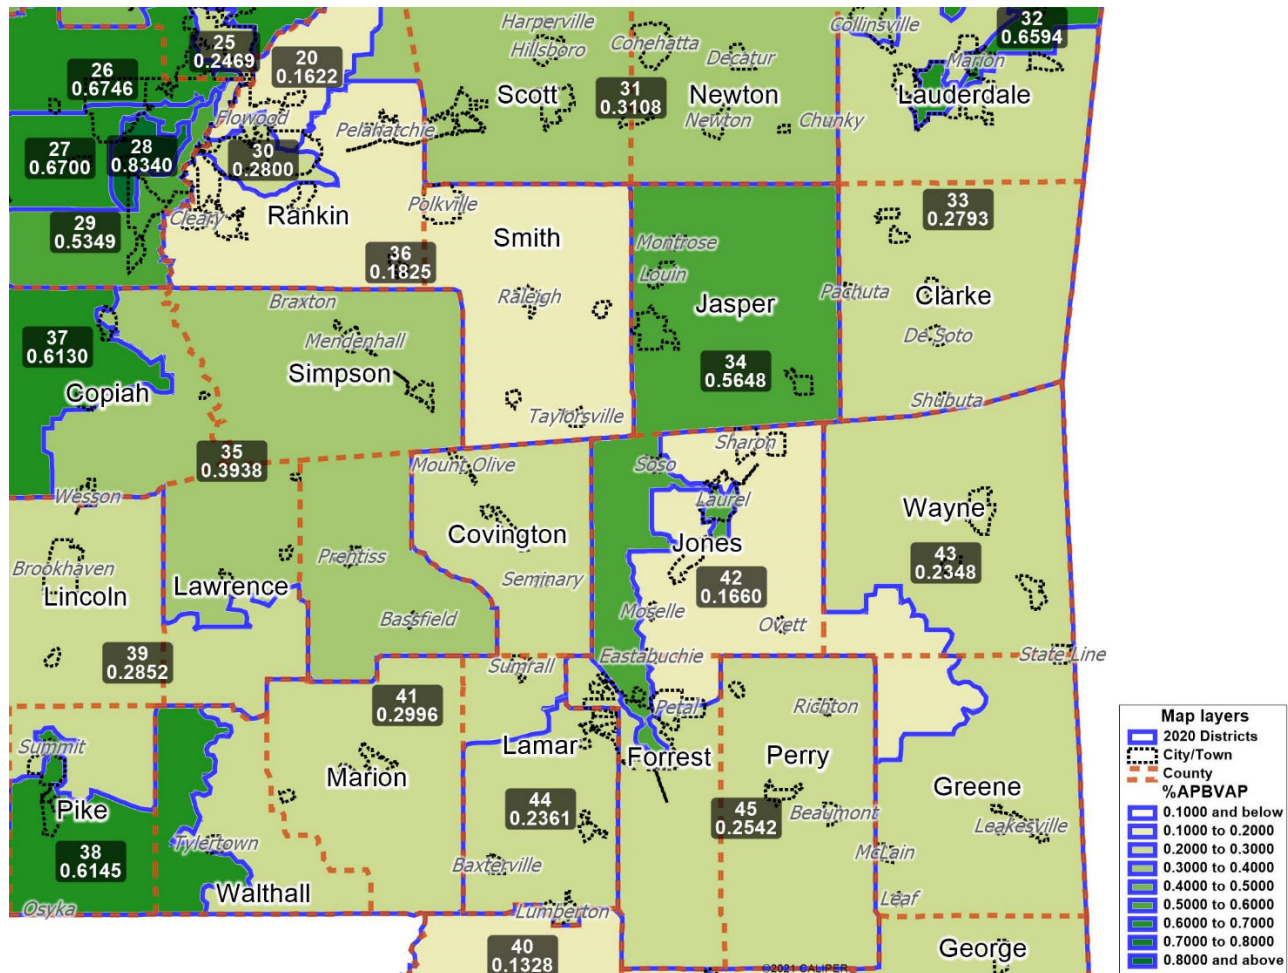 Harperville
Collinsville
32
0.6594
25
0.2469
20
0.1622
Hillsboro
Conehatta
Decatur
Marion
26
0.6746
Scott
31
0.3108
Newton
Lauderdale
Flowood
Pelahatchie
Newton
Chunky
27
0.6700
28
0.8340
30
0.2800
29
0.5349
Cleary
Rankin
Polkville
33
0.2793
Smith
Montrose
36
0.1825
Louin
Raleigh
Jasper
Pachuta
Clarke
Braxton
37
0.6130
Mendenhall
De Soto
Simpson
34
0.5648
Copiah
Shubuta
Taylorsville
Sharon
35
0.3938
Mount Olive
Soso
Wesson
Laurel
Wayne
Covington
Jones
Prentiss
43
0.2348
Brookhaven
Lincoln
Lawrence
Seminary
42
0.1660
Bassfield
Moselle
Ovett
39
0.2852
Sumrall
Eastabuchie
State Line
41
0.2996
Petal
Richton
Summit
Lamar
Forrest
Perry
Marion
Greene
Pike
44
0.2361
45
0.2542
Beaumont
Leakesville
38
0.6145
Tylertown
Baxterville
McLain
Walthall
Leaf
Osyka
Lumberton
40
0.1328
George
©2021 CALIPER
Map layers
2020 Districts
City/Town
County
%APBVAP
0.1000 and below
0.1000 to 0.2000
0.2000 to 0.3000
0.3000 to 0.4000
0.4000 to 0.5000
0.5000 to 0.6000
0.6000 to 0.7000
0.7000 to 0.8000
0.8000 and above